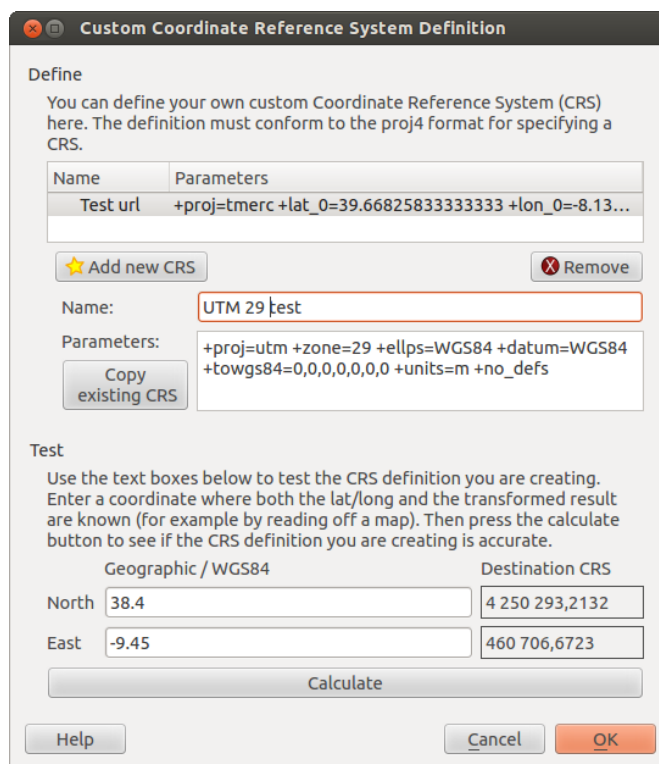 Custom Coordinate Reference System Definition
Define
You can define your own custom Coordinate Reference System (CRS)
here. The definition must conform to the proj4 format for specifying a
CRS.
Name Parameters
Test url +proj=tmerc +lat_0=39.66825833333333 +lon_0=-8.13...
Add new CRS Remove
Name: UTM 29 test
Parameters: +proj=utm +zone=29 +ellps=WGS84 +datum=WGS84
+towgs84=0,0,0,0,0,0,0 +units=m +no_defs
Copy
existing CRS
Test
Use the text boxes below to test the CRS definition you are creating.
Enter a coordinate where both the lat/long and the transformed result
are known (for example by reading off a map). Then press the calculate
button to see if the CRS definition you are creating is accurate.
Geographic / WGS84 Destination CRS
North 38.4 4 250 293,2132
East -9.45 460 706,6723
Calculate
Help Cancel OK